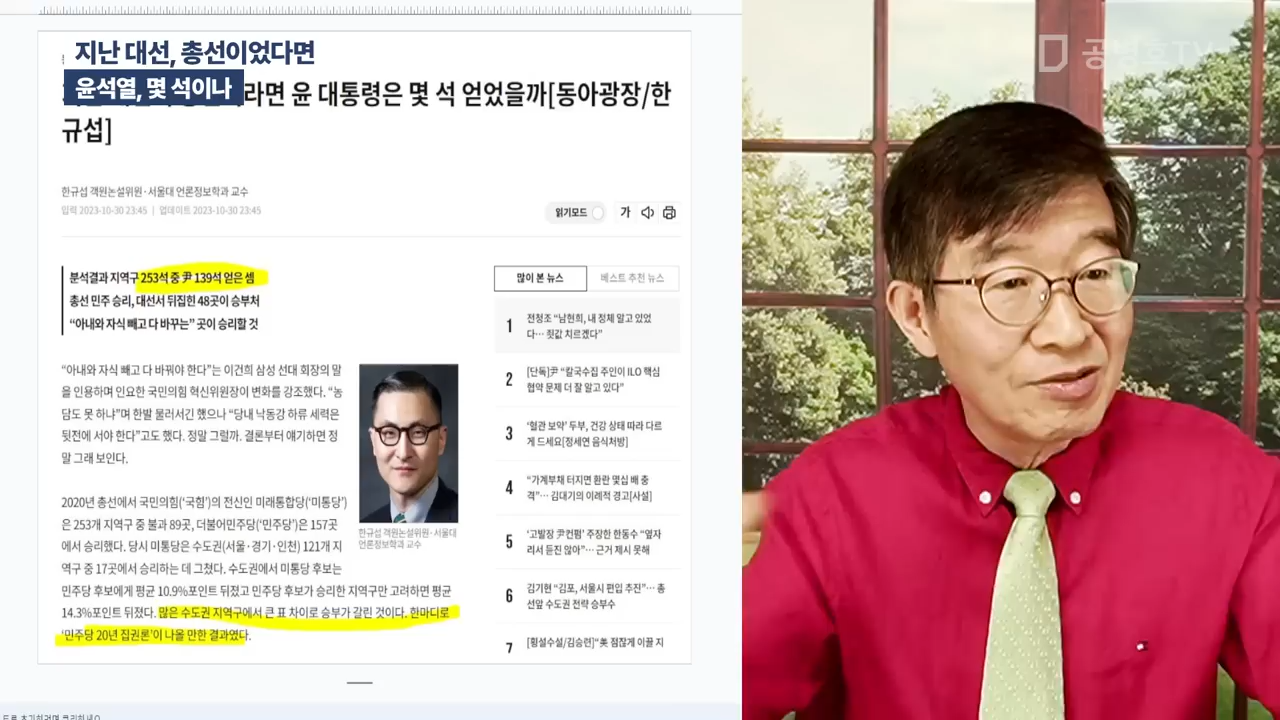 지난 대선, 총선이었다면
윤석열, 몇 석이나
라면 윤 대통령은 몇 석 얻었을까[동아광장/한
규섭]
한규섭 객원논설위원·서울대 언론정보학과 교수
입력 2023-10-30 23:45 | 업데이트 2023-10-30 23:45
읽기모드
가
분석결과 지역구 253석 중 尹 139석 얻은 셈
총선 민주 승리, 대선서 뒤집힌 48곳이 승부처
“아내와 자식 빼고 다 바꾸는” 곳이 승리할 것
“아내와 자식 빼고 다 바꿔야 한다”는 이건희 삼성 선대 회장의 말
을 인용하며 인요한 국민의힘 혁신위원장이 변화를 강조했다. “농
담도 못 하냐”며 한발 물러서긴 했으나 “당내 낙동강 하류 세력은
뒷전에 서야 한다”고도 했다. 정말 그럴까. 결론부터 얘기하면 정
말 그래 보인다.
한규섭 객원논설위원·서울대
언론정보학과 교수
2020년 총선에서 국민의힘(‘국힘’)의 전신인 미래통합당(‘미통당’)
은 253개 지역구 중 불과 89곳, 더불어민주당(‘민주당’)은 157곳
에서 승리했다. 당시 미통당은 수도권(서울·경기·인천) 121개 지
역구 중 17곳에서 승리하는 데 그쳤다. 수도권에서 미통당 후보는
민주당 후보에게 평균 10.9%포인트 뒤졌고 민주당 후보가 승리한 지역구만 고려하면 평균
14.3%포인트 뒤졌다. 많은 수도권 지역구에서 큰 표 차이로 승부가 갈린 것이다. 한마디로
‘민주당 20년 집권론’이 나올 만한 결과였다.
많이 본 뉴스
베스트 추천 뉴스
1 전청조 “남현희, 내 정체 알고 있었
다… 죗값 치르겠다”
2 [단독]尹 “칼국수집 주인이 ILO 핵심
협약 문제 더 잘 알고 있다”
3 ‘혈관 보약’ 두부, 건강 상태 따라 다르
게 드세요[정세연 음식처방]
4 “가계부채 터지면 환란 몇십 배 충
격”… 김대기의 이례적 경고[사설]
5 ‘고발장 尹컨펌’ 주장한 한동수 “옆자
리서 듣진 않아”… 근거 제시 못해
6 김기현 “김포, 서울시 편입 추진”… 총
선앞 수도권 전략 승부수
7 [횡설수설/김승련]“美 점잖게 이끌 지
공병호TV